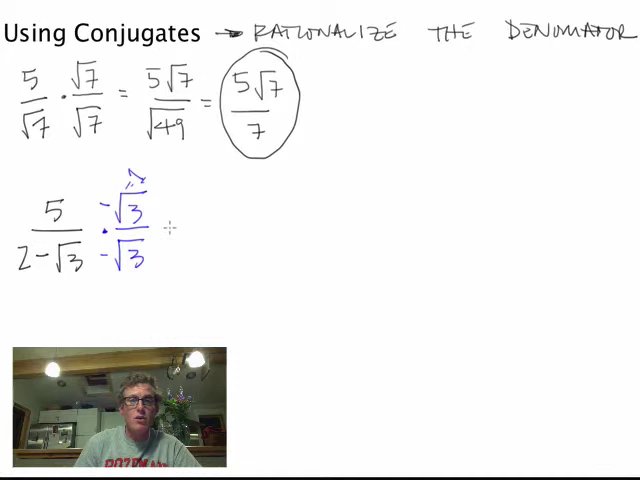 Using Conjugates → RATIONALIZE THE DENOMINATOR
5/√7 · √7/√7 = 5√7/√49 = 5√7/7
5/(2-√3) · -√3/-√3